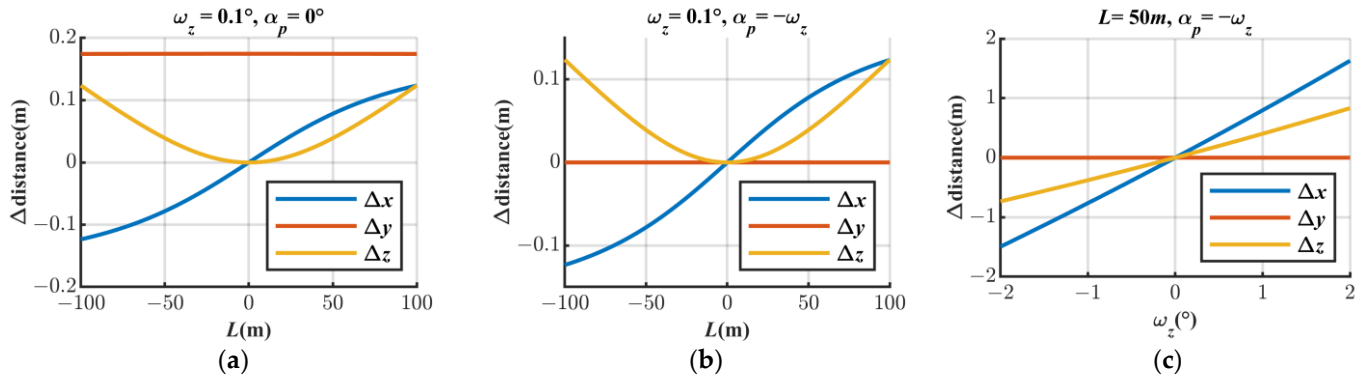 ω_z = 0.1°, α_p = 0°
Δdistance(m)
0.2
0.1
0
−0.1
−0.2
−100
−50
0
50
100
L(m)
Δx
Δy
Δz
(a)
ω_z = 0.1°, α_p = −ω_z
Δdistance(m)
0.1
0
−0.1
−100
−50
0
50
100
L(m)
Δx
Δy
Δz
(b)
L= 50m, α_p = −ω_z
Δdistance(m)
2
1
0
−1
−2
−2
−1
0
1
2
ω_z(°)
Δx
Δy
Δz
(c)